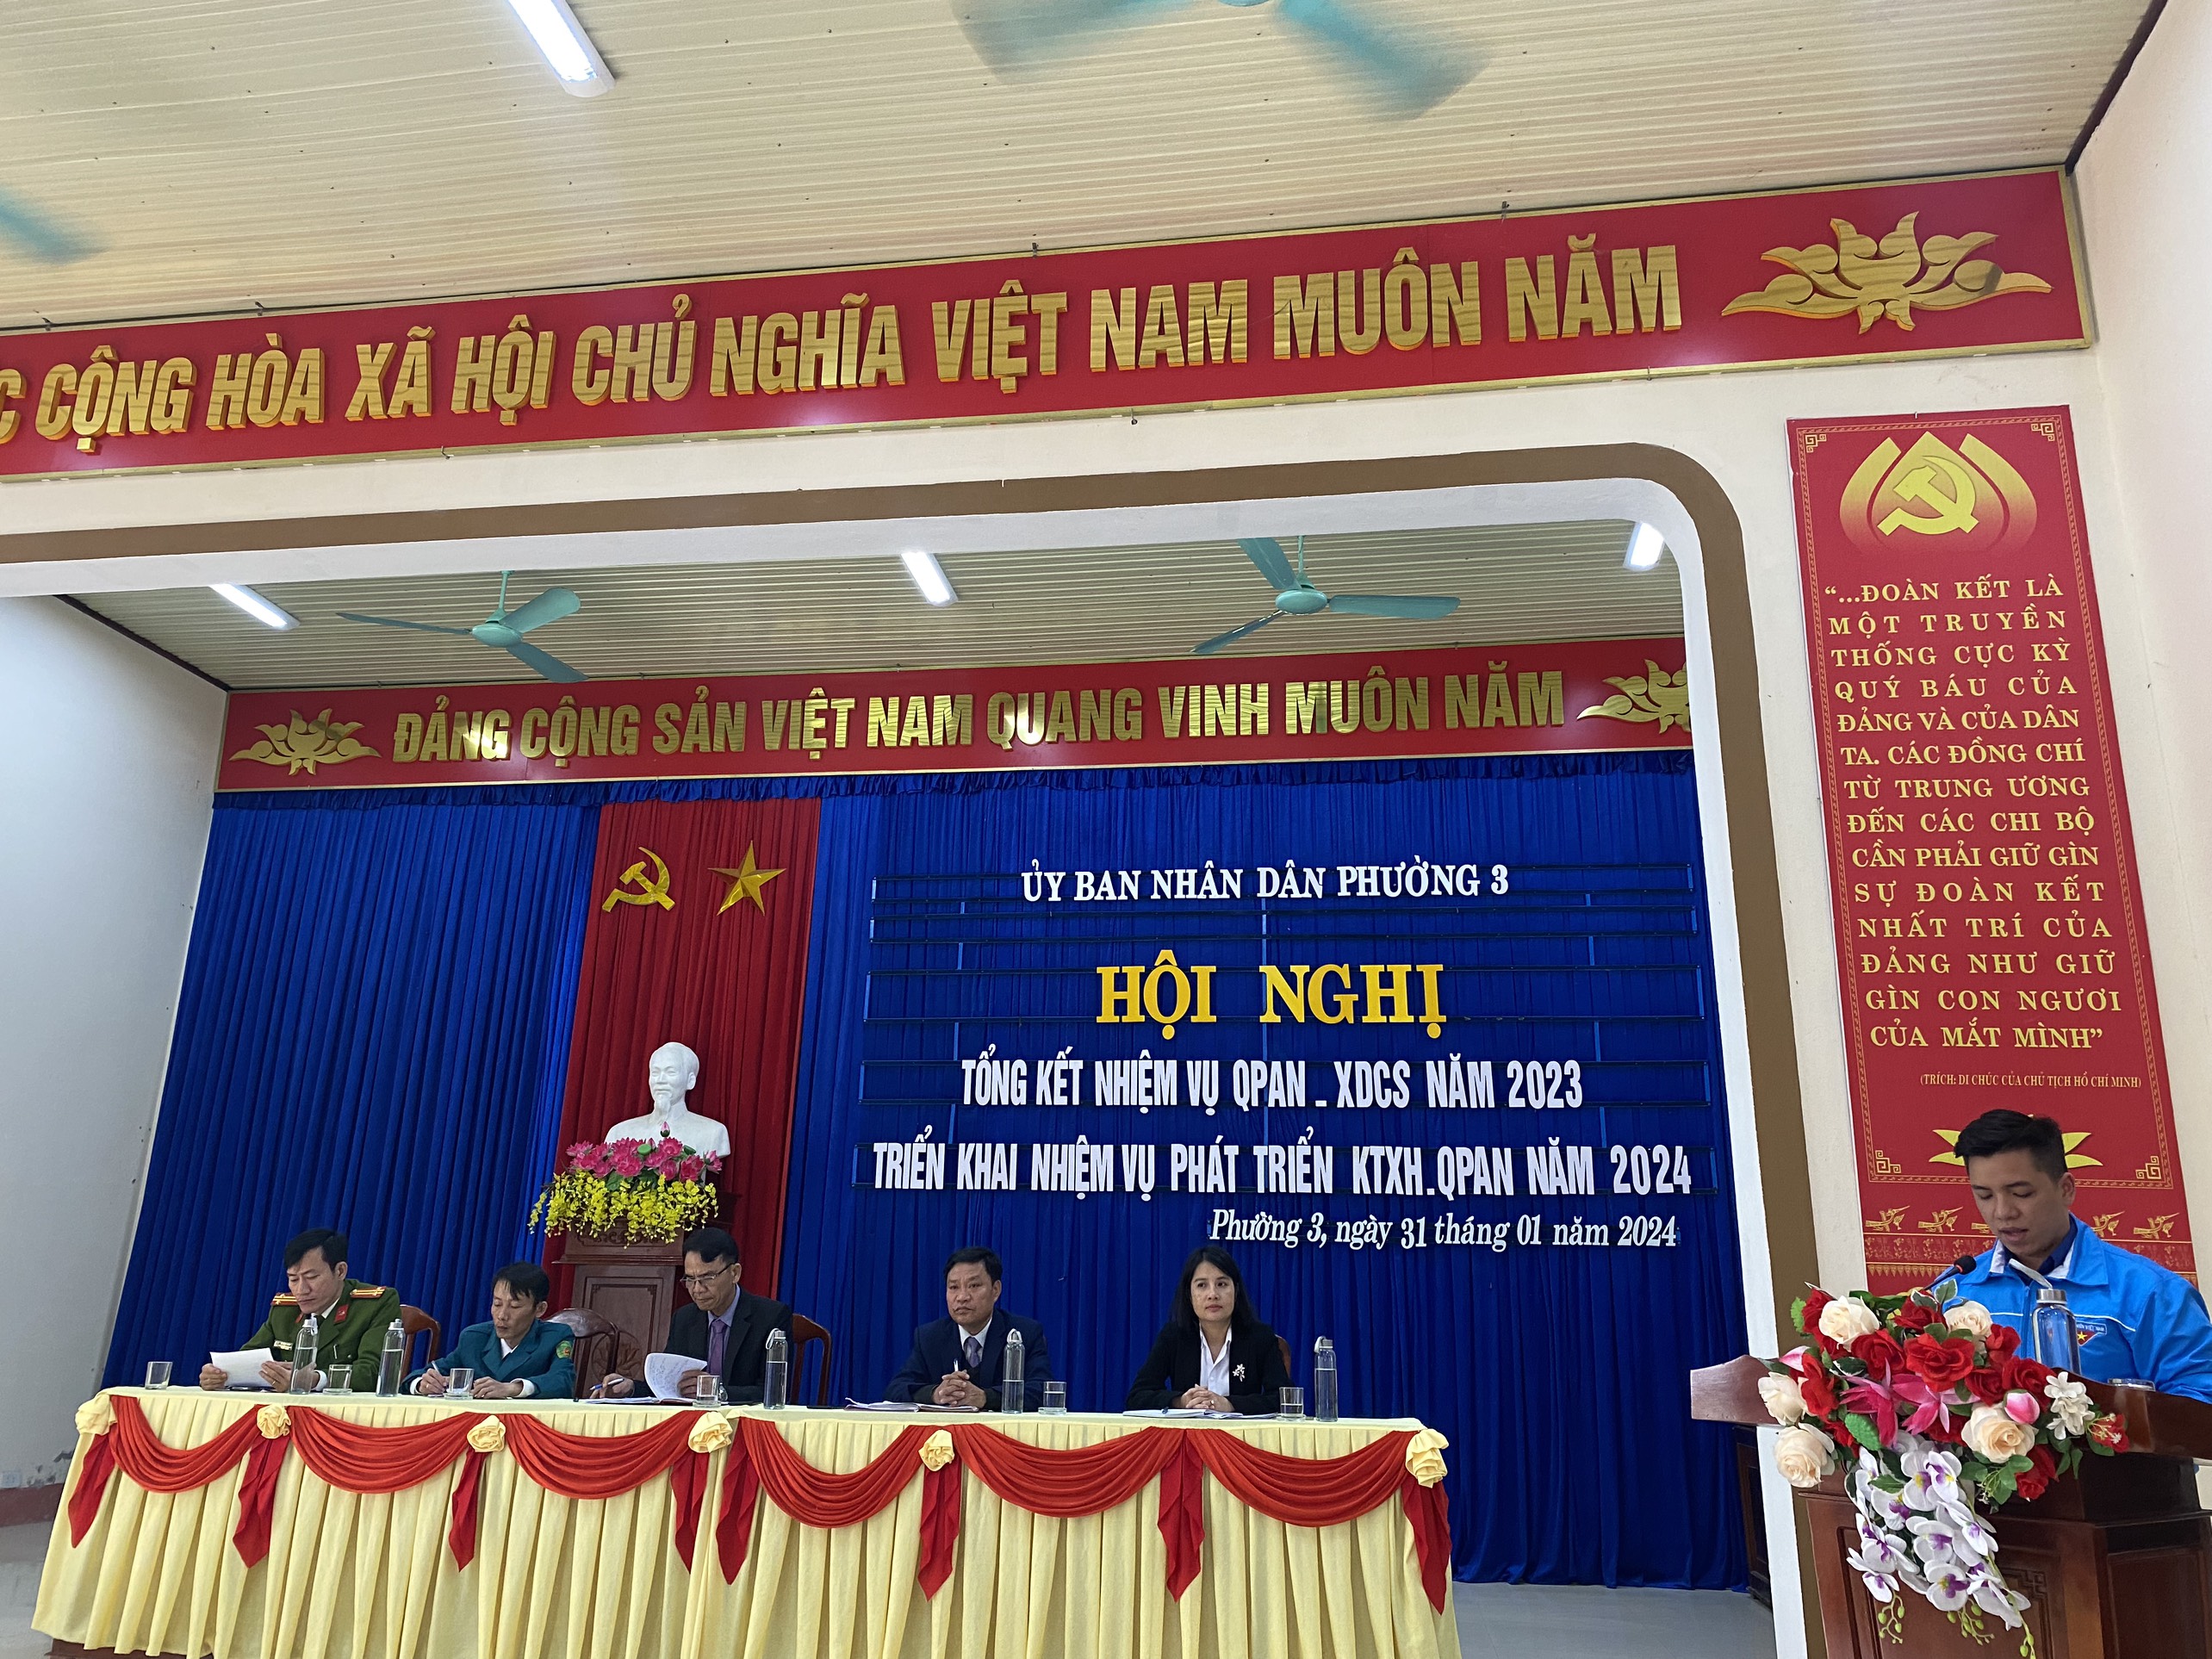 CỘNG HÒA XÃ HỘI CHỦ NGHĨA VIỆT NAM MUÔN NĂM
ĐẢNG CỘNG SẢN VIỆT NAM QUANG VINH MUÔN NĂM
ỦY BAN NHÂN DÂN PHƯỜNG 3
HỘI NGHỊ
TỔNG KẾT NHIỆM VỤ QPAN - XDCS NĂM 2023
TRIỂN KHAI NHIỆM VỤ PHÁT TRIỂN KTXH.QPAN NĂM 2024
Phường 3, ngày 31 tháng 01 năm 2024
“...ĐOÀN KẾT LÀ
MỘT TRUYỀN
THỐNG CỰC KỲ
QUÝ BÁU CỦA
ĐẢNG VÀ CỦA DÂN
TA. CÁC ĐỒNG CHÍ
TỪ TRUNG ƯƠNG
ĐẾN CÁC CHI BỘ
CẦN PHẢI GIỮ GÌN
SỰ ĐOÀN KẾT
NHẤT TRÍ CỦA
ĐẢNG NHƯ GIỮ
GÌN CON NGƯƠI
CỦA MẮT MÌNH”
(TRÍCH: DI CHÚC CỦA CHỦ TỊCH HỒ CHÍ MINH)